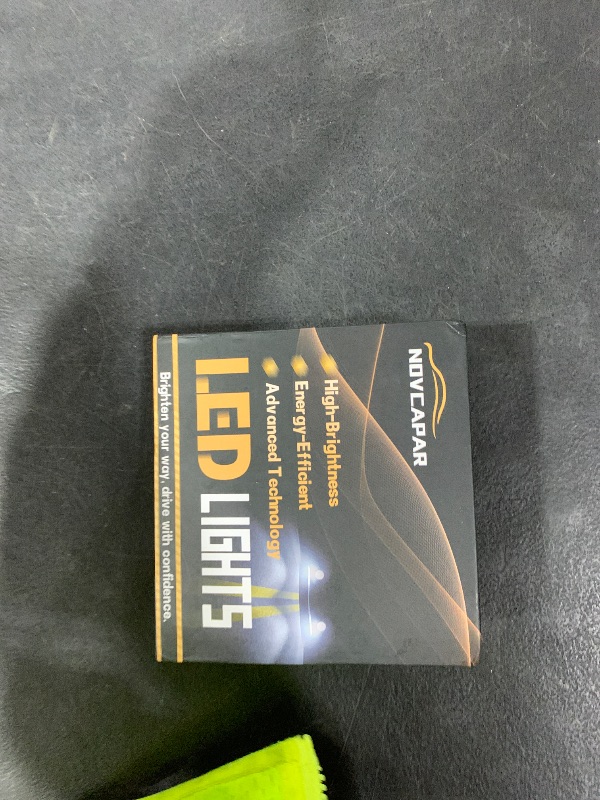 NOVCAPAR
High-Brightness
Energy-Efficient
Advanced Technology
LED LIGHTS
Brighten your way, drive with confidence.